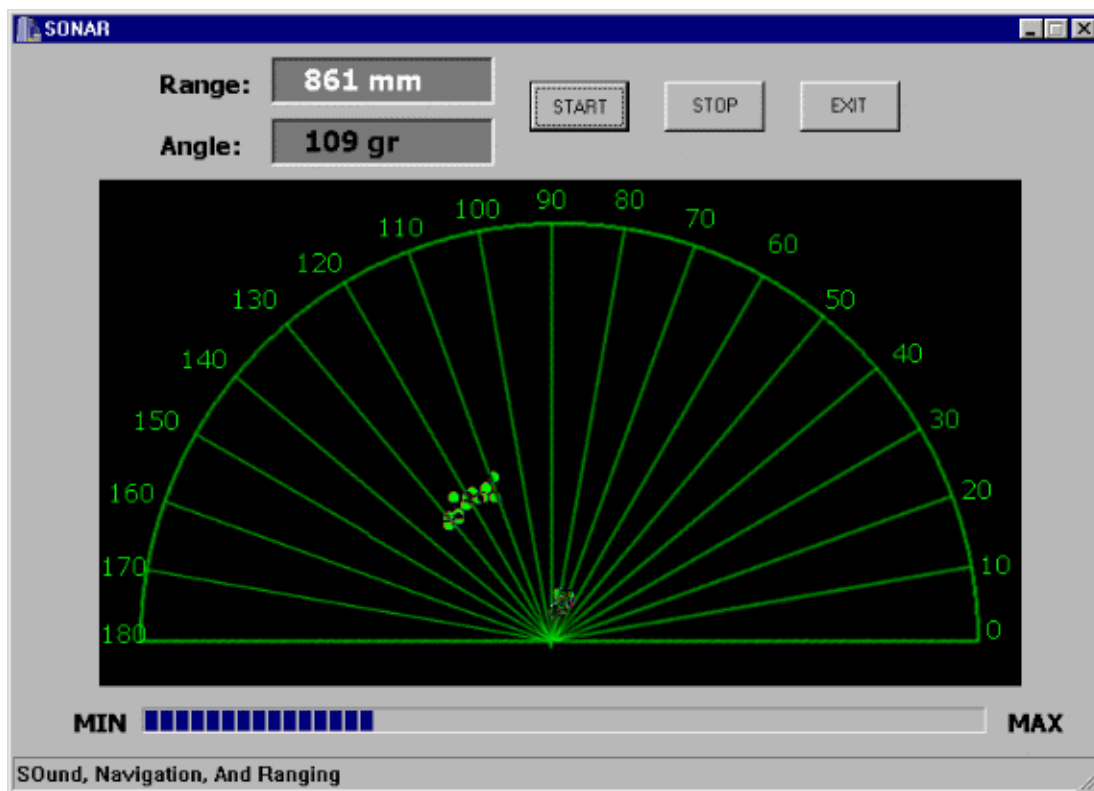 SONAR
Range: 861 mm
START STOP EXIT
Angle: 109 gr
90
100 80
110 70
120 60
130 50
140 40
150 30
160 20
170 10
180 0
MIN MAX
SOund, Navigation, And Ranging